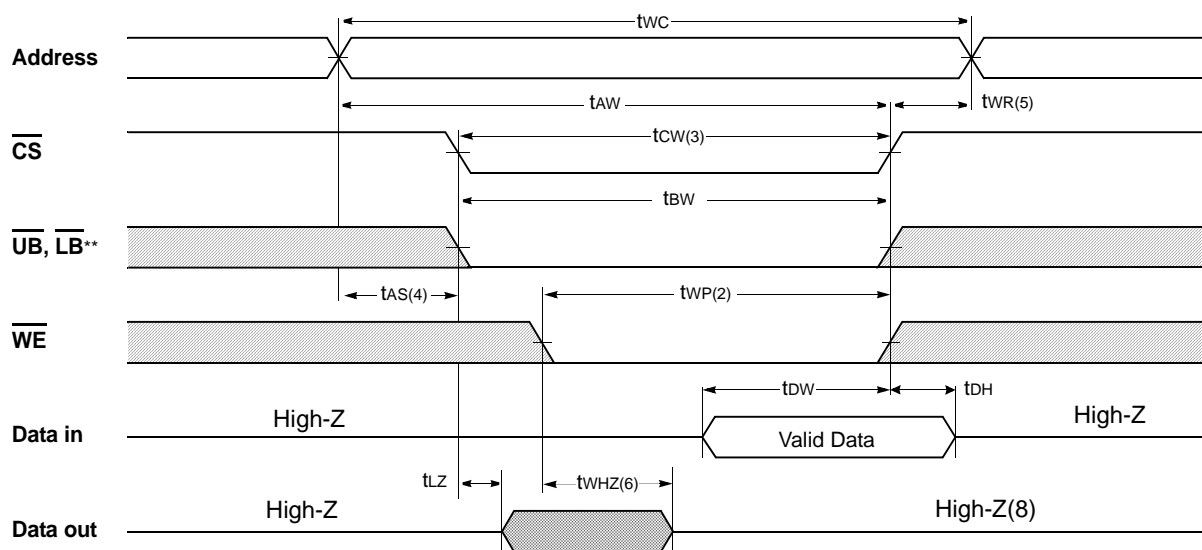 tWC
Address
tAW
tWR(5)
CS
tCW(3)
tBW
UB, LB**
tAS(4)
tWP(2)
WE
tDW
tDH
Data in
High-Z
Valid Data
High-Z
tLZ
tWHZ(6)
Data out
High-Z
High-Z(8)